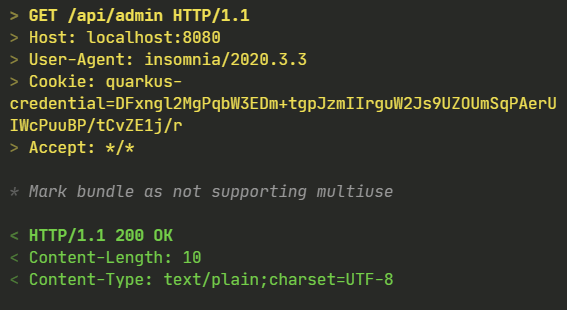 > GET /api/admin HTTP/1.1
> Host: localhost:8080
> User-Agent: insomnia/2020.3.3
> Cookie: quarkus-
credential=DFxngl2MgPqbW3EDm+tgpJzmIIrguW2Js9UZOUmSqPAerU
IWcPuuBP/tCvZE1j/r
> Accept: */*
* Mark bundle as not supporting multiuse
< HTTP/1.1 200 OK
< Content-Length: 10
< Content-Type: text/plain;charset=UTF-8